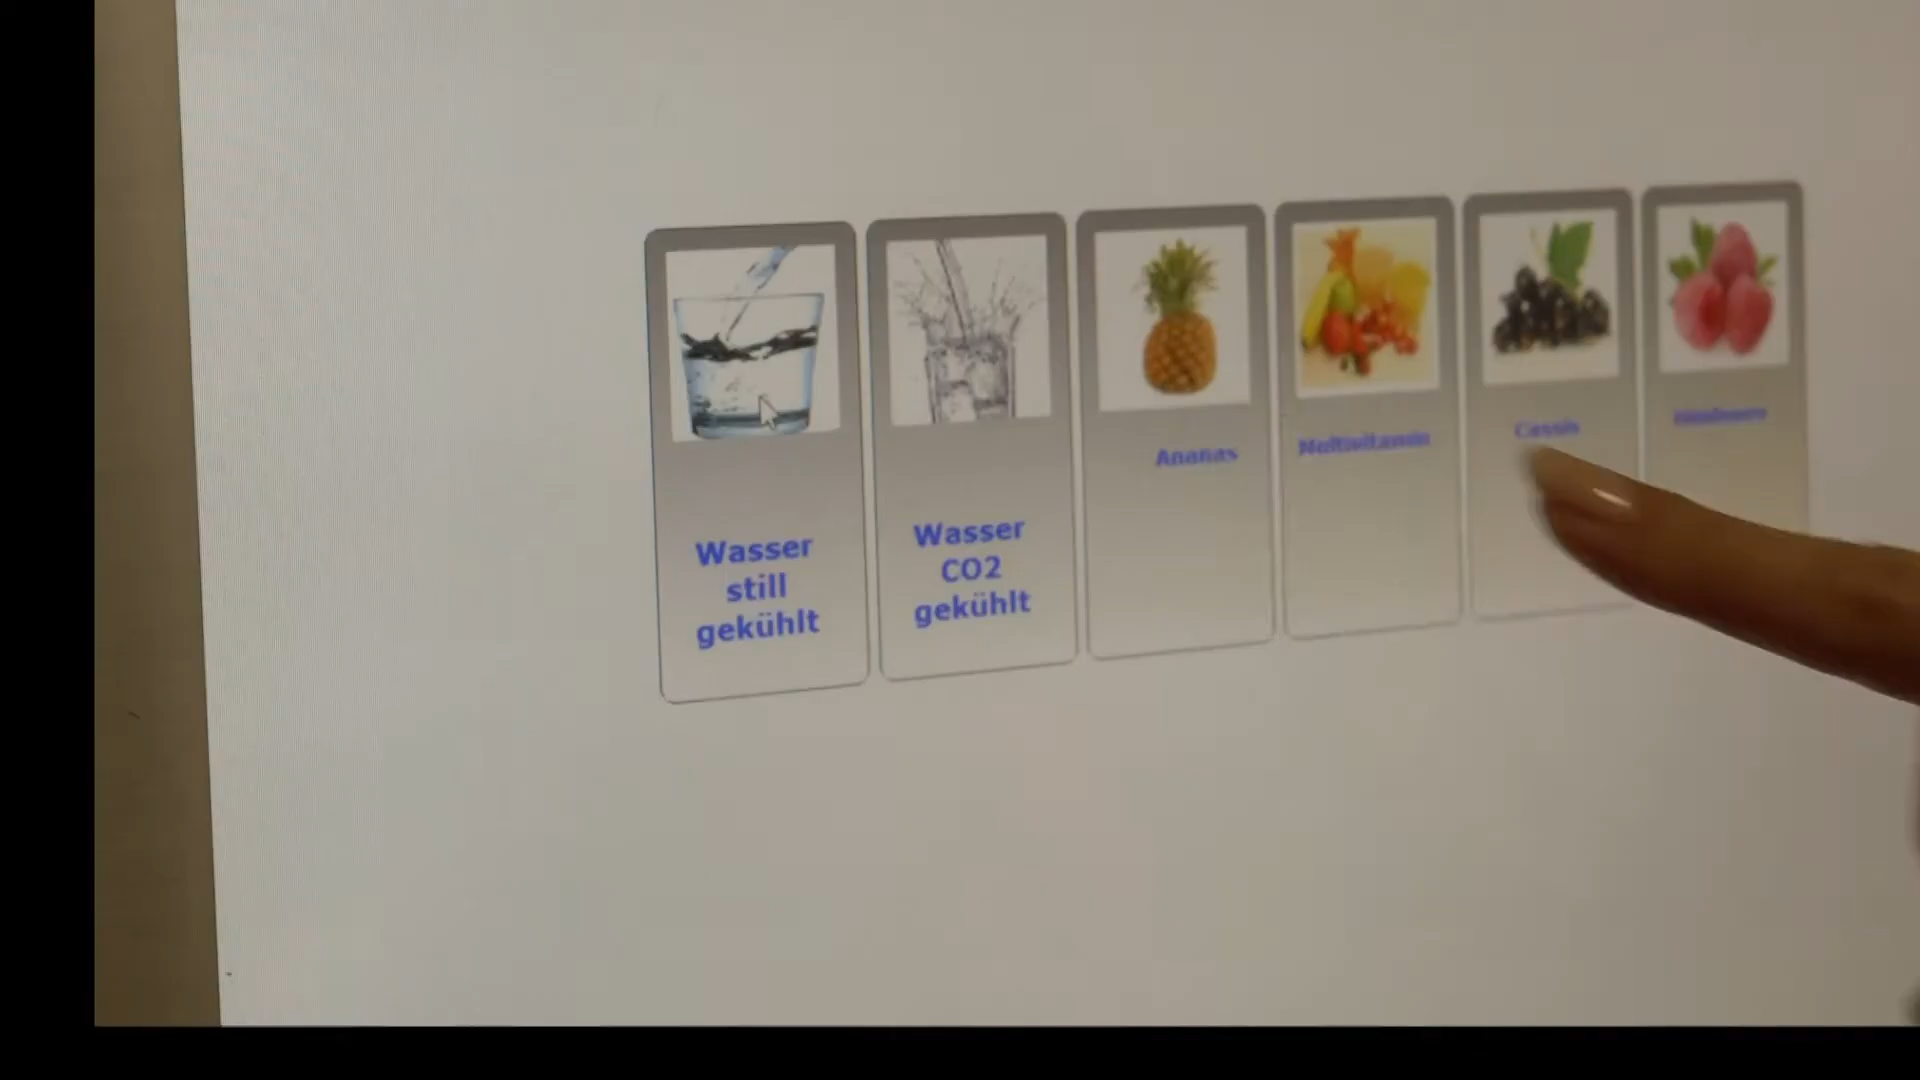 Wasser
still
gekühlt
Wasser
CO2
gekühlt
Ananas
Multivitamin
Cassis